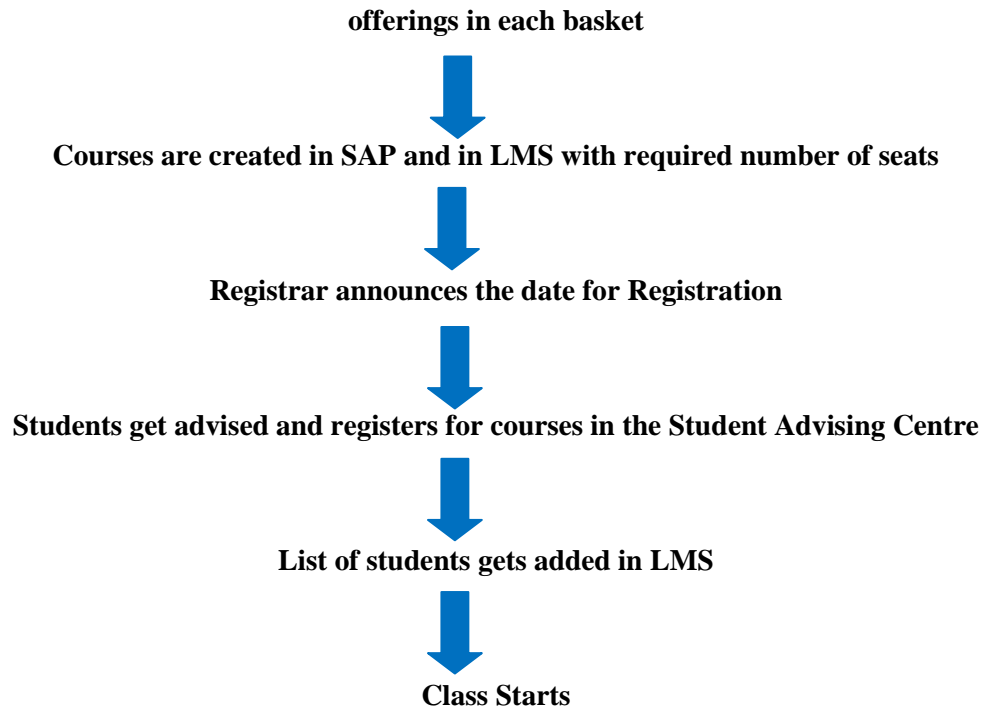 offerings in each basket
Courses are created in SAP and in LMS with required number of seats
Registrar announces the date for Registration
Students get advised and registers for courses in the Student Advising Centre
List of students gets added in LMS
Class Starts